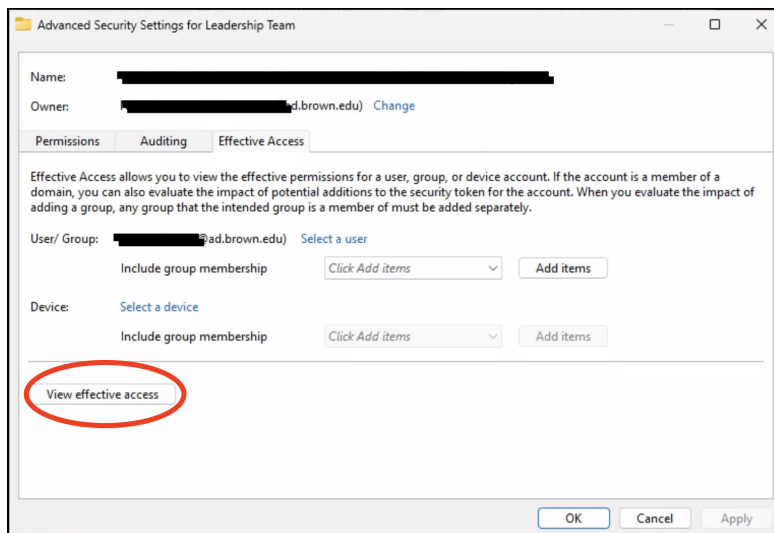 Advanced Security Settings for Leadership Team
Name:
Owner: d.brown.edu) Change
Permissions Auditing Effective Access
Effective Access allows you to view the effective permissions for a user, group, or device account. If the account is a member of a
domain, you can also evaluate the impact of potential additions to the security token for the account. When you evaluate the impact of
adding a group, any group that the intended group is a member of must be added separately.
User/ Group: @ad.brown.edu) Select a user
Include group membership Click Add items Add items
Device: Select a device
Include group membership Click Add items Add items
View effective access
OK Cancel Apply